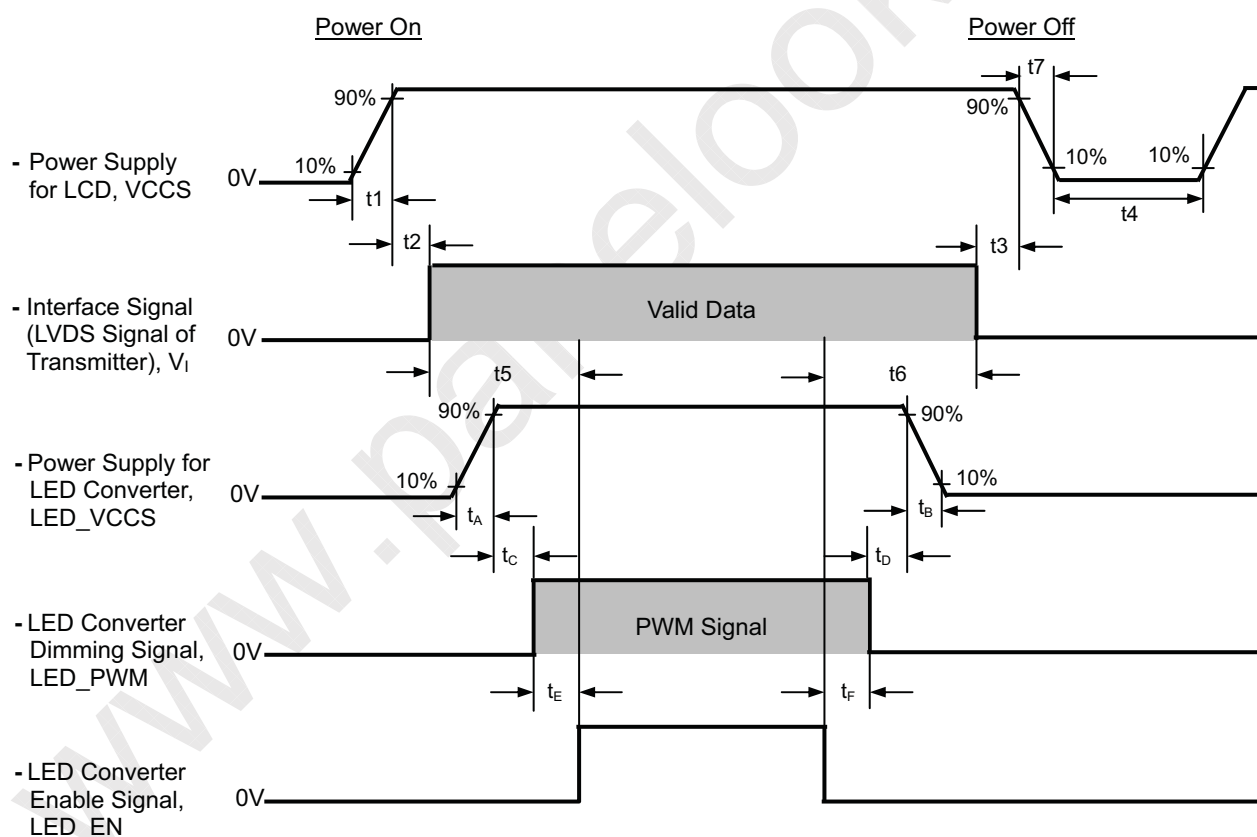 Power On
Power Off
t7
90%
90%
- Power Supply
for LCD, VCCS
0V
10%
10%
10%
t1
t4
t2
t3
- Interface Signal
(LVDS Signal of
Transmitter), VI
0V
Valid Data
t5
t6
90%
90%
- Power Supply for
LED Converter,
LED_VCCS
0V
10%
10%
tA
tB
tC
tD
- LED Converter
Dimming Signal,
LED_PWM
0V
PWM Signal
tE
tF
- LED Converter
Enable Signal,
LED_EN
0V